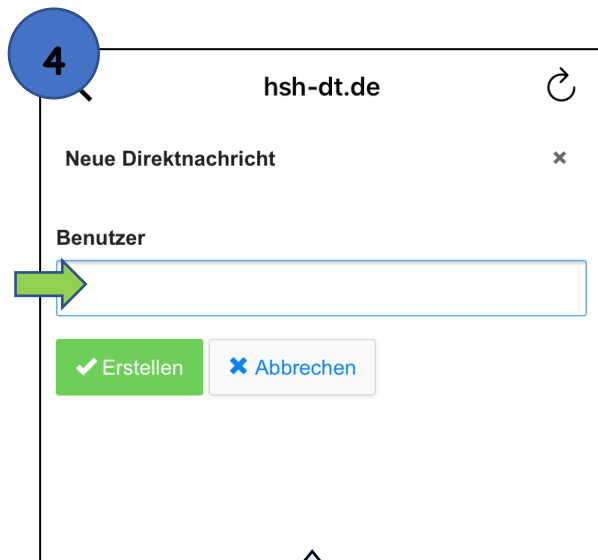 4
hsh-dt.de
Neue Direktnachricht
Benutzer
Erstellen
Abbrechen